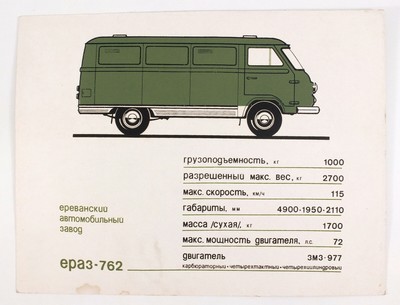 грузоподъемность, кг 1000
разрешенный макс. вес, кг 2700
макс. скорость, км/ч 115
габариты, мм 4900-1950-2110
масса /сухая/, кг 1700
макс. мощность двигателя, л.с. 72
двигатель ЗМЗ-977
карбюраторный-четырехтактный-четырехцилиндровый
ереванский
автомобильный
завод
ераз-762